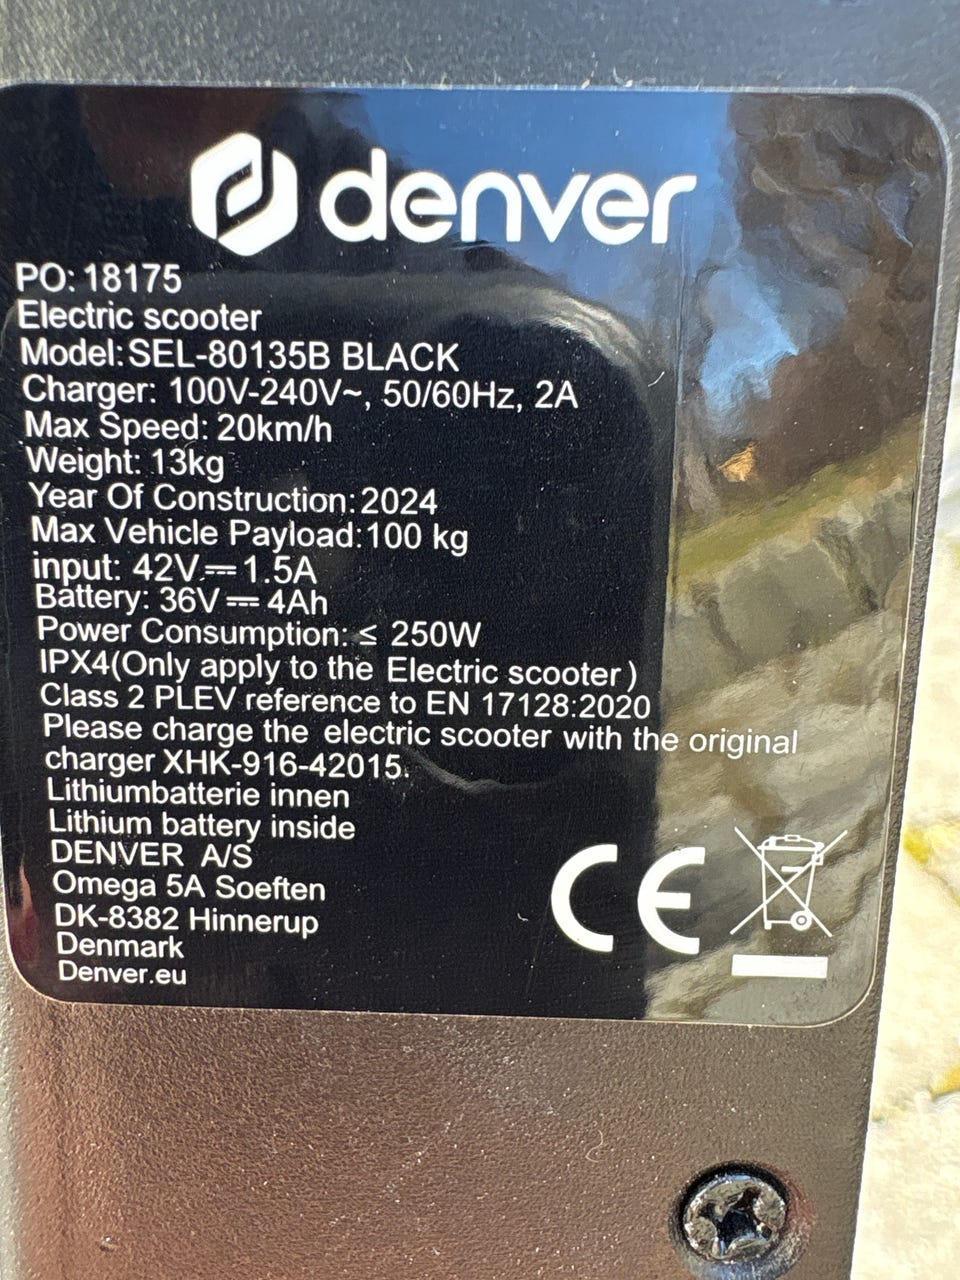 denver
PO: 18175
Electric scooter
Model:SEL-80135B BLACK
Charger: 100V-240V~, 50/60Hz, 2A
Max Speed: 20km/h
Weight: 13kg
Year Of Construction: 2024
Max Vehicle Payload:100 kg
input: 42V⎓1.5A
Battery: 36V⎓4Ah
Power Consumption: ≤ 250W
IPX4(Only apply to the Electric scooter)
Class 2 PLEV reference to EN 17128:2020
Please charge the electric scooter with the original
charger XHK-916-42015.
Lithiumbatterie innen
Lithium battery inside
DENVER A/S
Omega 5A Soeften
DK-8382 Hinnerup
Denmark
Denver.eu
CE